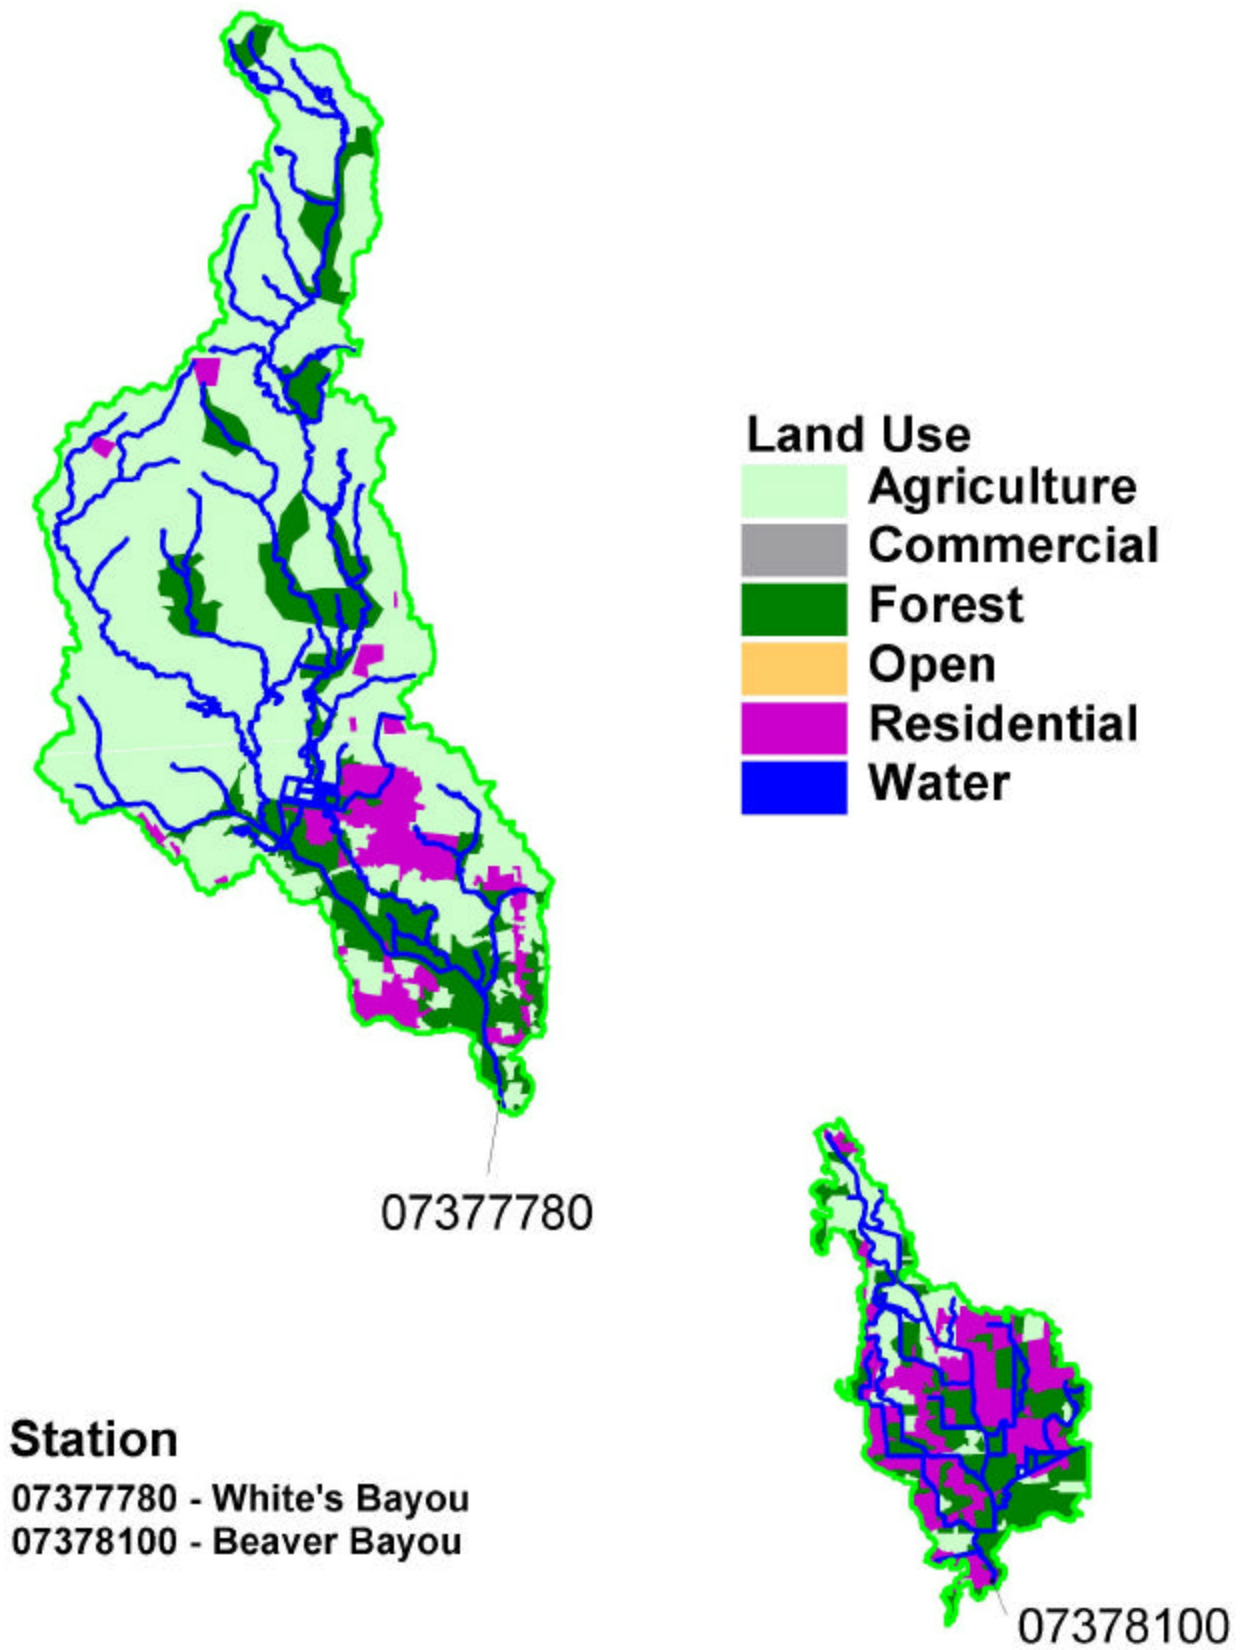 Land Use
Agriculture
Commercial
Forest
Open
Residential
Water
07377780
Station
07377780 - White's Bayou
07378100 - Beaver Bayou
07378100